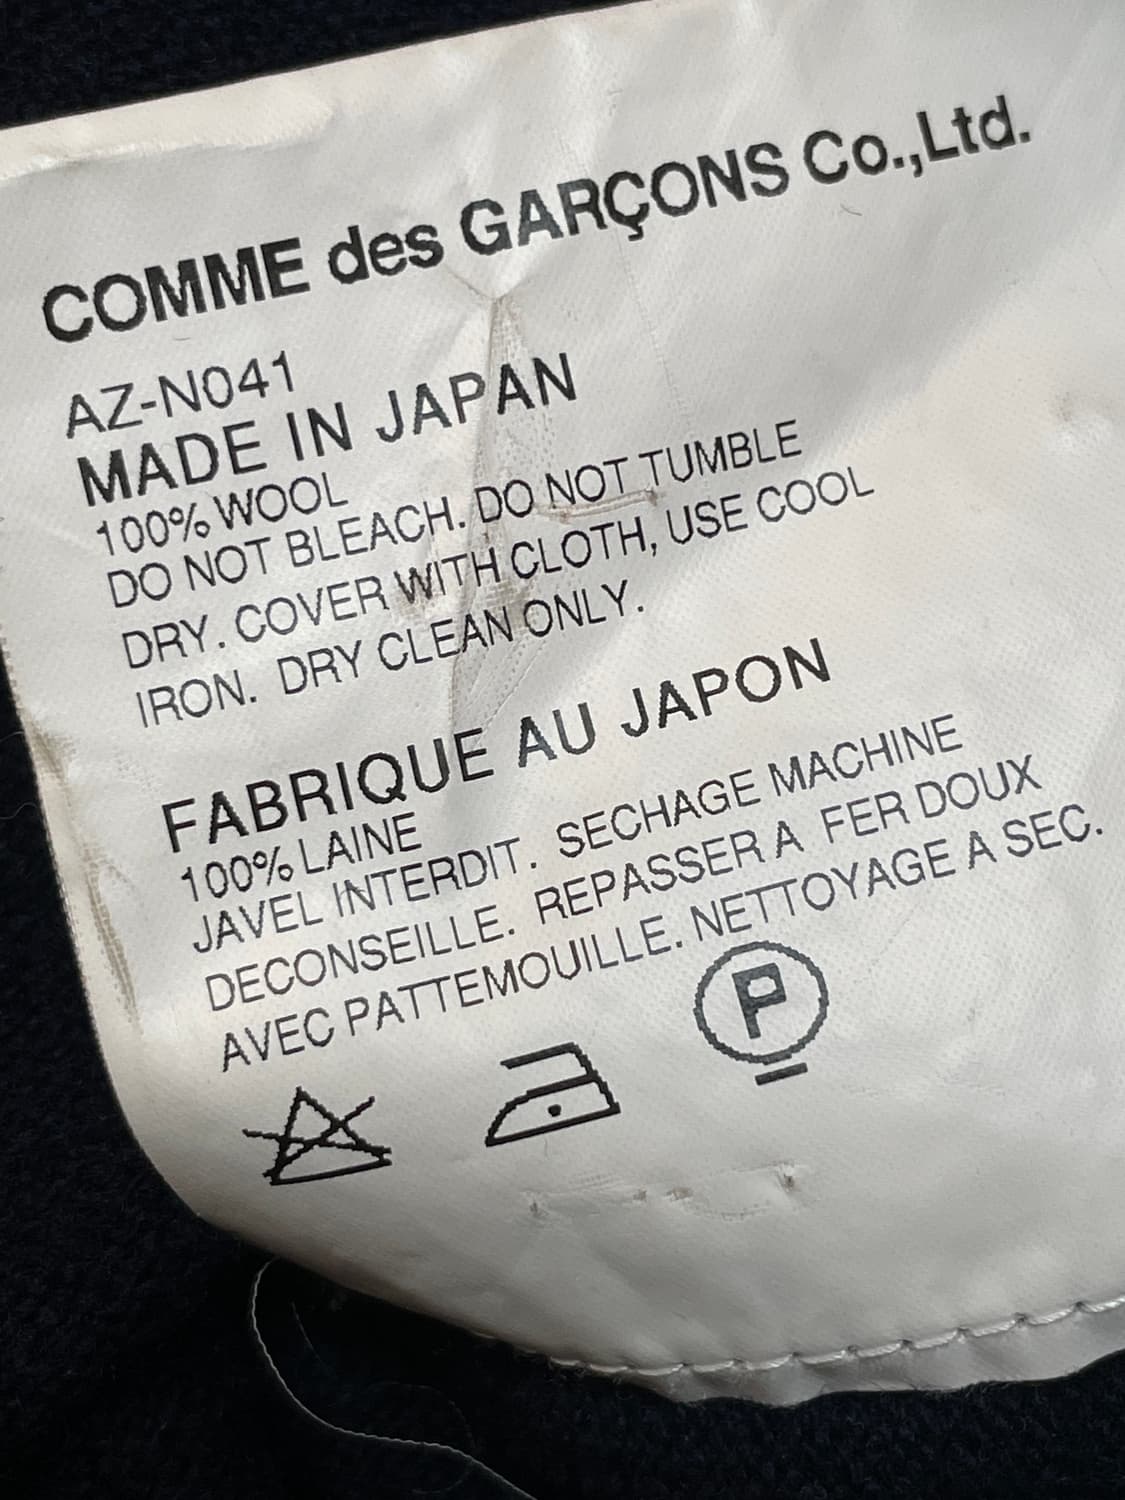 COMME des GARÇONS Co.,Ltd.
AZ-N041
MADE IN JAPAN
100% WOOL
DO NOT BLEACH. DO NOT TUMBLE
DRY. COVER WITH CLOTH, USE COOL
IRON. DRY CLEAN ONLY.
FABRIQUE AU JAPON
100% LAINE
JAVEL INTERDIT. SECHAGE MACHINE
DECONSEILLE. REPASSER A FER DOUX
AVEC PATTEMOUILLE. NETTOYAGE A SEC.
P